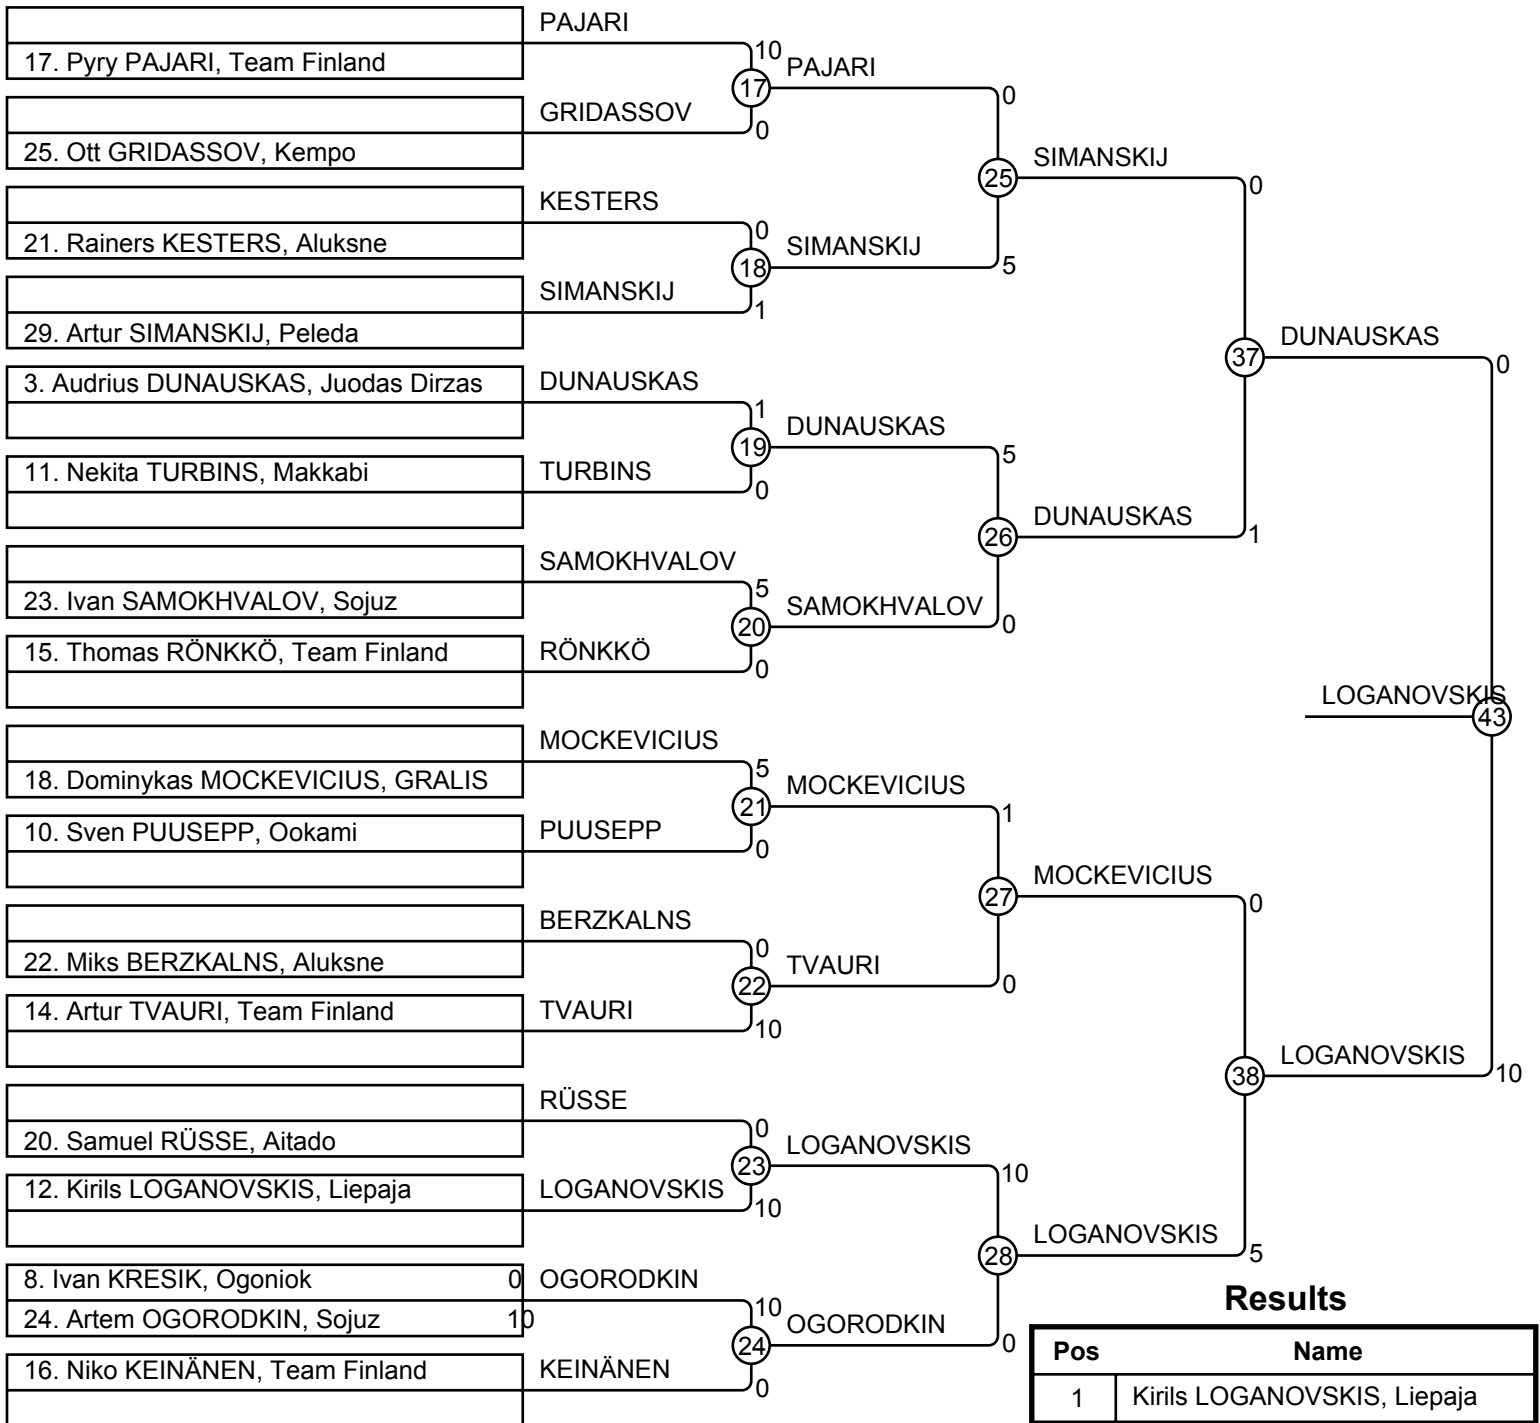 PAJARI
17. Pyry PAJARI, Team Finland
10
17
PAJARI
0
GRIDASSOV
0
25. Ott GRIDASSOV, Kempo
25
SIMANSKIJ
0
KESTERS
21. Rainers KESTERS, Aluksne
0
18
SIMANSKIJ
5
SIMANSKIJ
1
29. Artur SIMANSKIJ, Peleda
37
DUNAUSKAS
0
3. Audrius DUNAUSKAS, Juodas Dirzas
DUNAUSKAS
1
19
DUNAUSKAS
5
11. Nekita TURBINS, Makkabi
TURBINS
0
26
DUNAUSKAS
1
SAMOKHVALOV
23. Ivan SAMOKHVALOV, Sojuz
5
20
SAMOKHVALOV
0
15. Thomas RÖNKKÖ, Team Finland
RÖNKKÖ
0
LOGANOVSKIS
43
MOCKEVICIUS
18. Dominykas MOCKEVICIUS, GRALIS
5
21
MOCKEVICIUS
1
10. Sven PUUSEPP, Ookami
PUUSEPP
0
27
MOCKEVICIUS
0
BERZKALNS
22. Miks BERZKALNS, Aluksne
0
22
TVAURI
0
14. Artur TVAURI, Team Finland
TVAURI
10
38
LOGANOVSKIS
10
RÜSSE
20. Samuel RÜSSE, Aitado
0
23
LOGANOVSKIS
10
12. Kirils LOGANOVSKIS, Liepaja
LOGANOVSKIS
10
28
LOGANOVSKIS
5
8. Ivan KRESIK, Ogoniok 0
OGORODKIN
24. Artem OGORODKIN, Sojuz 10
10
24
OGORODKIN
0
16. Niko KEINÄNEN, Team Finland
KEINÄNEN
0
Results
Pos Name
1 Kirils LOGANOVSKIS, Liepaja